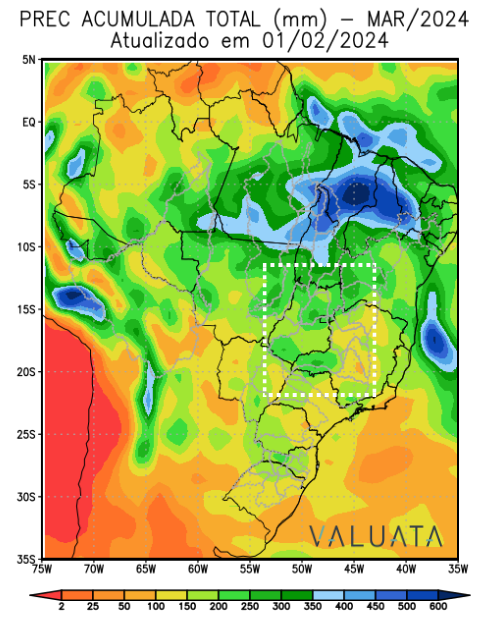 PREC ACUMULADA TOTAL (mm) – MAR/2024
Atualizado em 01/02/2024
5N
EQ
5S
10S
15S
20S
25S
30S
35S
VALUATA
75W 70W 65W 60W 55W 50W 45W 40W 35W
2 25 50 100 155 200 300 350 400 450 500 600